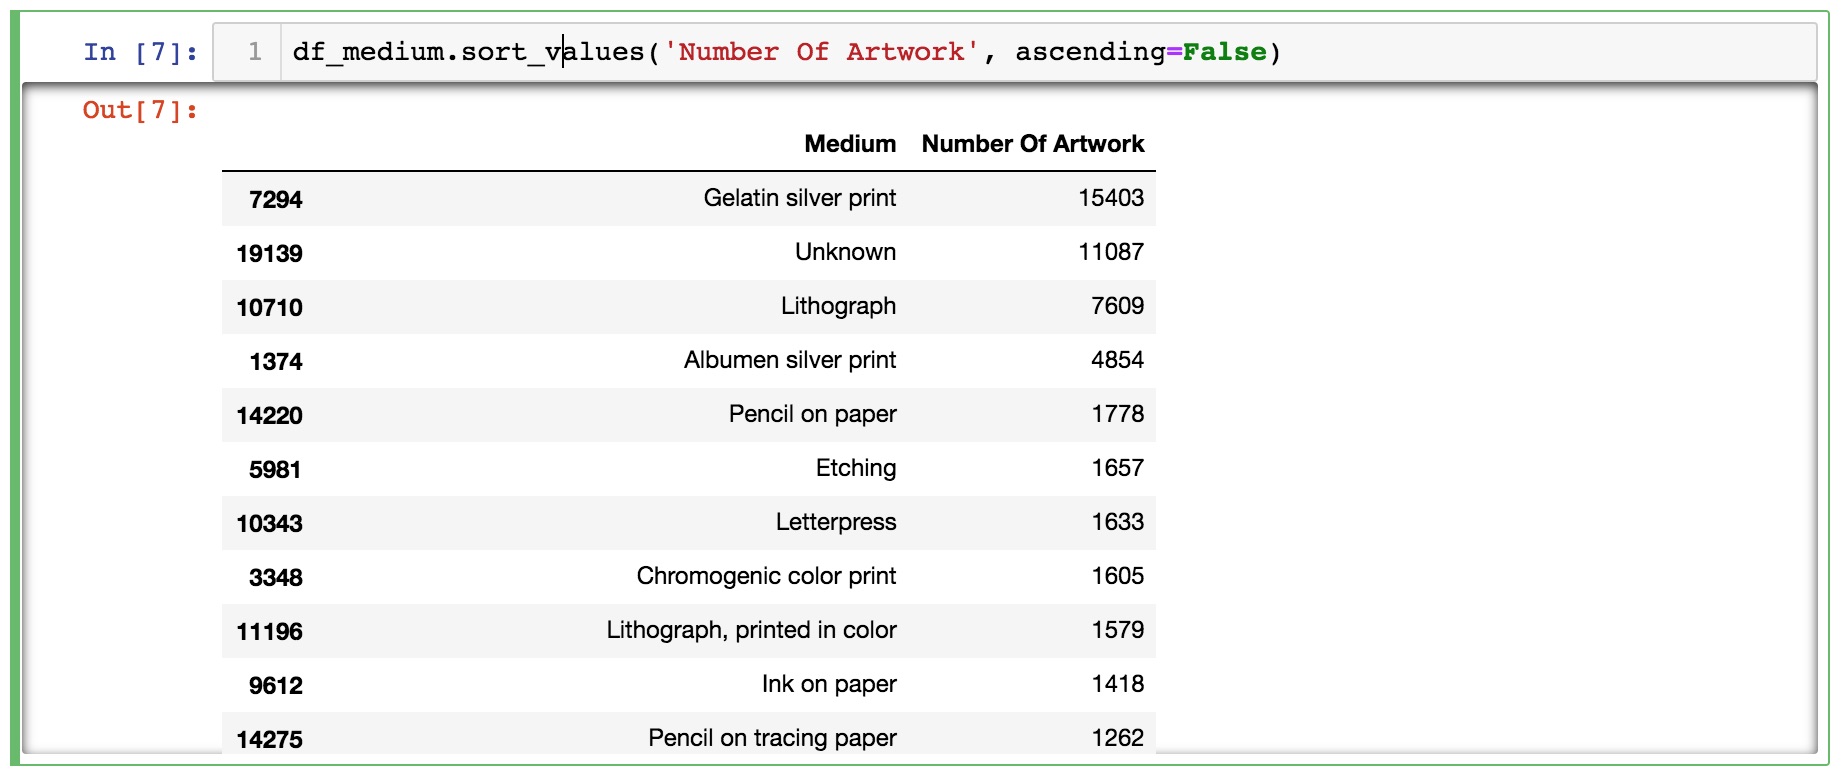 In [7]: 1 df_medium.sort_values('Number Of Artwork', ascending=False)
Out[7]:
Medium Number Of Artwork
7294 Gelatin silver print 15403
19139 Unknown 11087
10710 Lithograph 7609
1374 Albumen silver print 4854
14220 Pencil on paper 1778
5981 Etching 1657
10343 Letterpress 1633
3348 Chromogenic color print 1605
11196 Lithograph, printed in color 1579
9612 Ink on paper 1418
14275 Pencil on tracing paper 1262